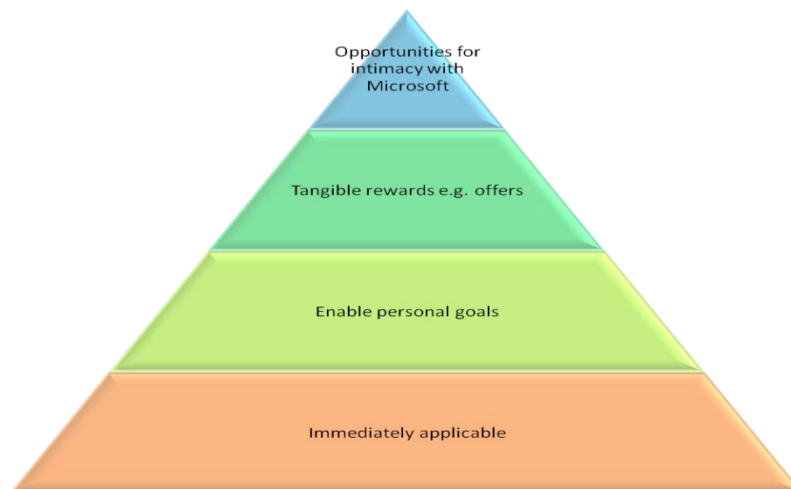 Opportunities for
intimacy with
Microsoft
Tangible rewards e.g. offers
Enable personal goals
Immediately applicable